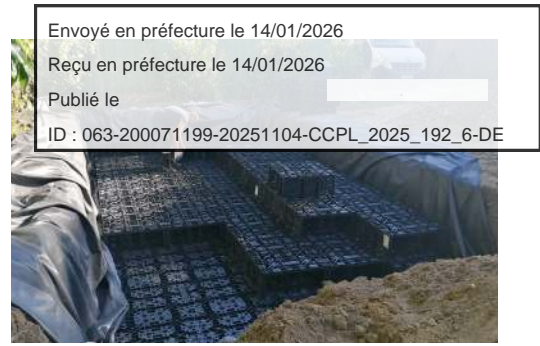 Envoyé en préfecture le 14/01/2026
Reçu en préfecture le 14/01/2026
Publié le
ID : 063-200071199-20251104-CCPL_2025_192_6-DE